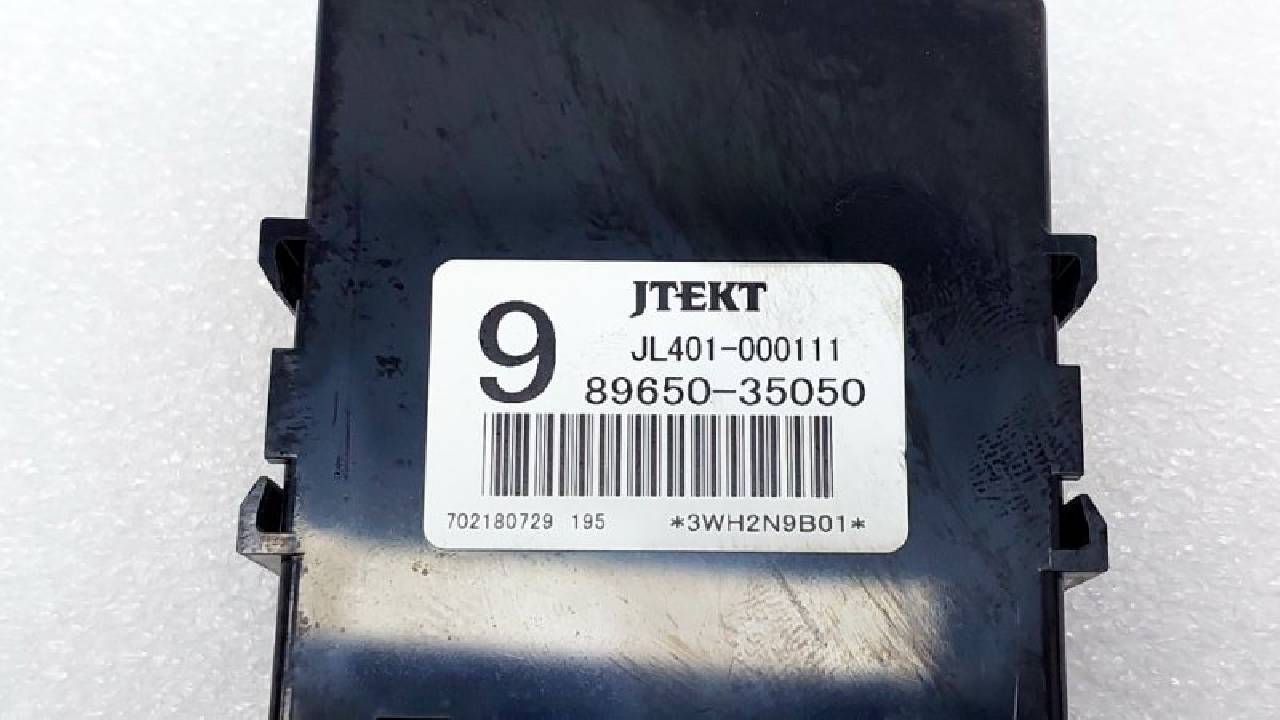 JTEKT
9
JL401-000111
89650-35050
702180729 195 *3WH2N9B01*